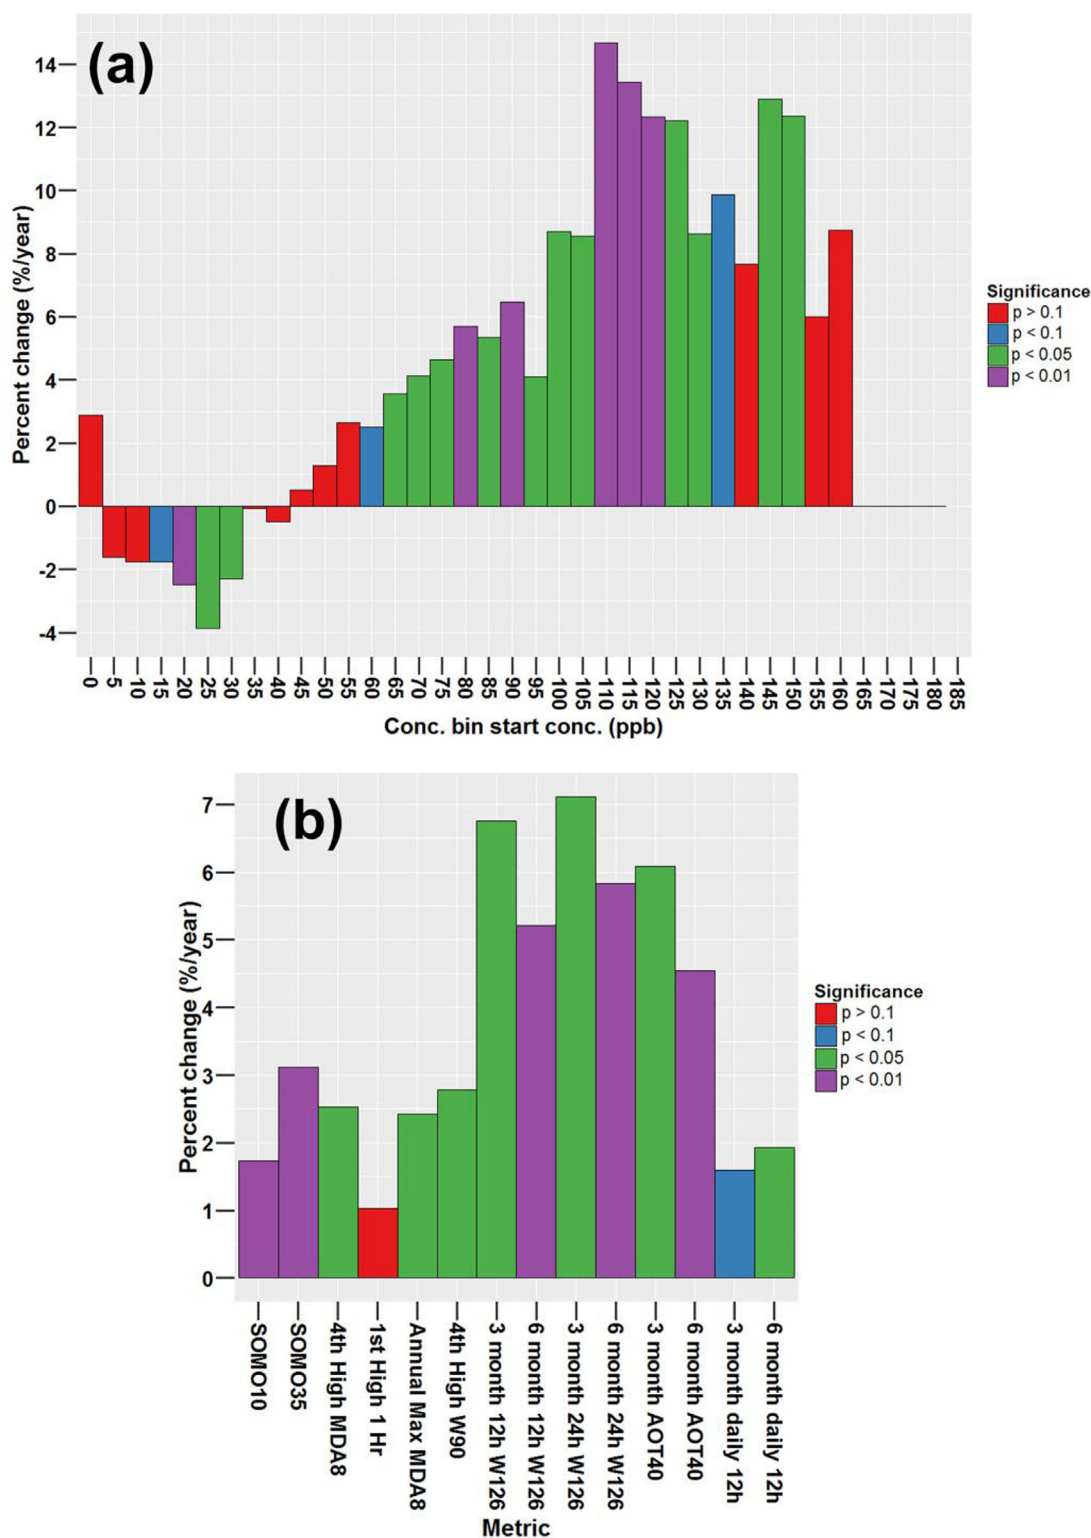 (a)
Percent change (%/year)
14
12
10
8
6
4
2
0
-2
-4
0 5 10 15 20 25 30 35 40 45 50 55 60 65 70 75 80 85 90 95 100 105 110 115 120 125 130 135 140 145 150 155 160 165 170 175 180 185
Conc. bin start conc. (ppb)
Significance
p > 0.1
p < 0.1
p < 0.05
p < 0.01
(b)
Percent change (%/year)
7
6
5
4
3
2
1
0
SOMO10
SOMO35
4th High MDA8
1st High 1 Hr
Annual Max MDA8
4th High W90
3 month 12h W126
6 month 12h W126
3 month 24h W126
6 month 24h W126
3 month AOT40
6 month AOT40
3 month daily 12h
6 month daily 12h
Metric
Significance
p > 0.1
p < 0.1
p < 0.05
p < 0.01